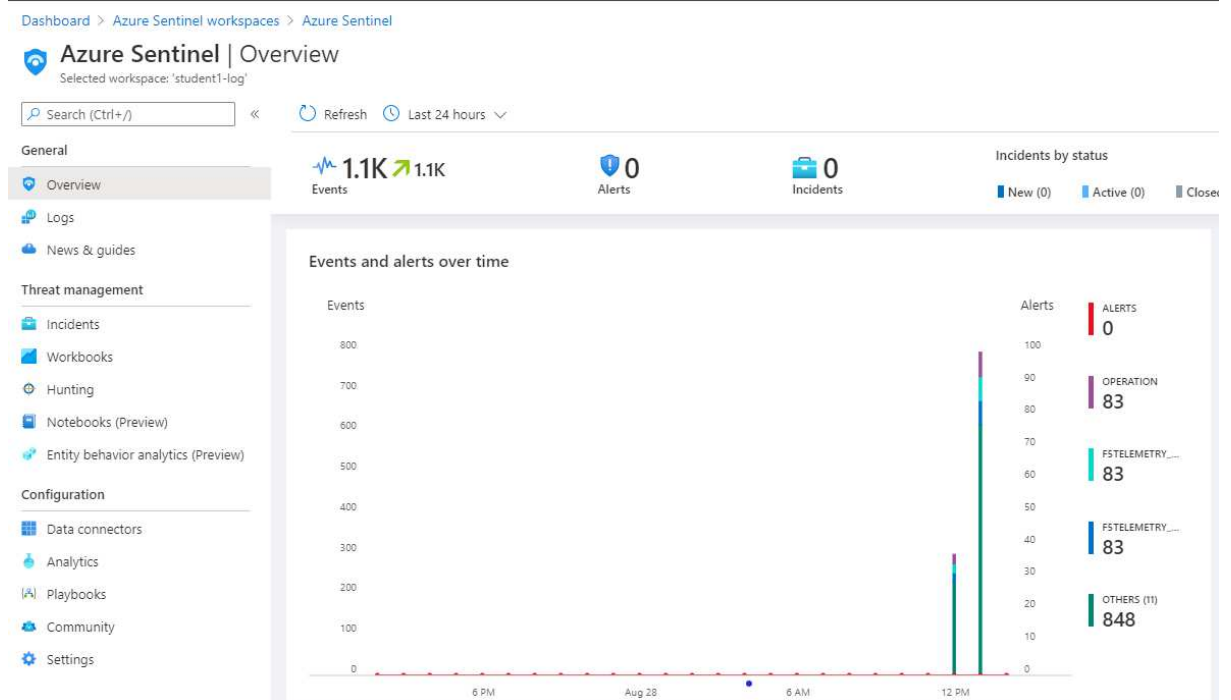 Dashboard > Azure Sentinel workspaces > Azure Sentinel
Azure Sentinel | Overview
Selected workspace: 'student1-log'
Search (Ctrl+/)
«
Refresh
Last 24 hours
General
Overview
Logs
News & guides
Threat management
Incidents
Workbooks
Hunting
Notebooks (Preview)
Entity behavior analytics (Preview)
Configuration
Data connectors
Analytics
Playbooks
Community
Settings
1.1K 1.1K
Events
0
Alerts
0
Incidents
Incidents by status
New (0) Active (0) Closed
Events and alerts over time
Events
800
700
600
500
400
300
200
100
0
6 PM Aug 28 6 AM 12 PM
Alerts
100
90
80
70
60
50
40
30
20
10
0
ALERTS
0
OPERATION
83
F5TELEMETRY_...
83
F5TELEMETRY_...
83
OTHERS (11)
848